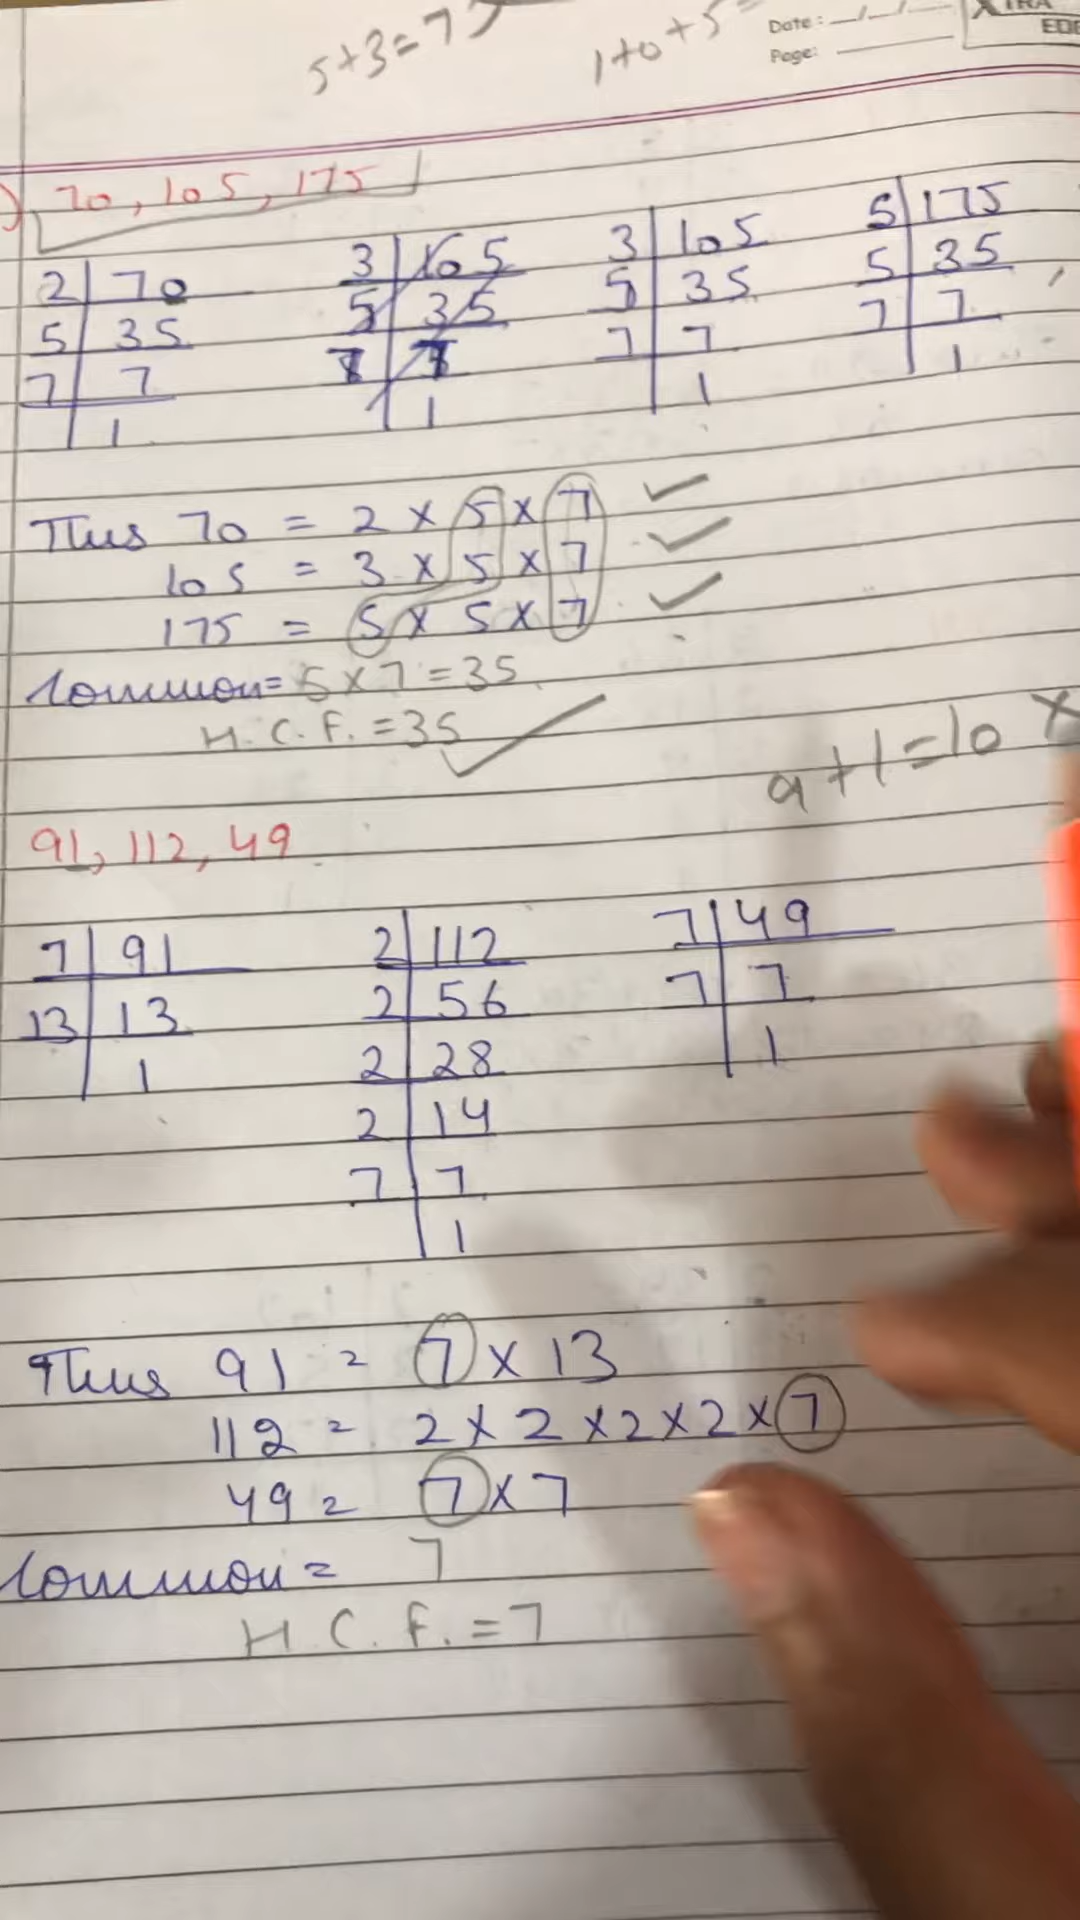 5+3=7
1+0+5=
Date: _/_/_
Page:
XTRA
70, 105, 175
2 | 70   3 | 105   3 | 105   5 | 175
5 | 35   5 | 35   5 | 35   5 | 35
7 | 7   7 | 7   7 | 7   7 | 7
1   1   1   1
Thus 70 = 2 × 5 × 7 ✓
105 = 3 × 5 × 7 ✓
175 = 5 × 5 × 7 ✓
Common = 5 × 7 = 35
H.C.F. = 35 ✓
9+1=10 ×
91, 112, 49
7 | 91   2 | 112   7 | 49
13 | 13   2 | 56   7 | 7
1   2 | 28   1
2 | 14
7 | 7
1
Thus 91 = 7 × 13
112 = 2 × 2 × 2 × 2 × 7
49 = 7 × 7
Common = 7
H.C.F. = 7